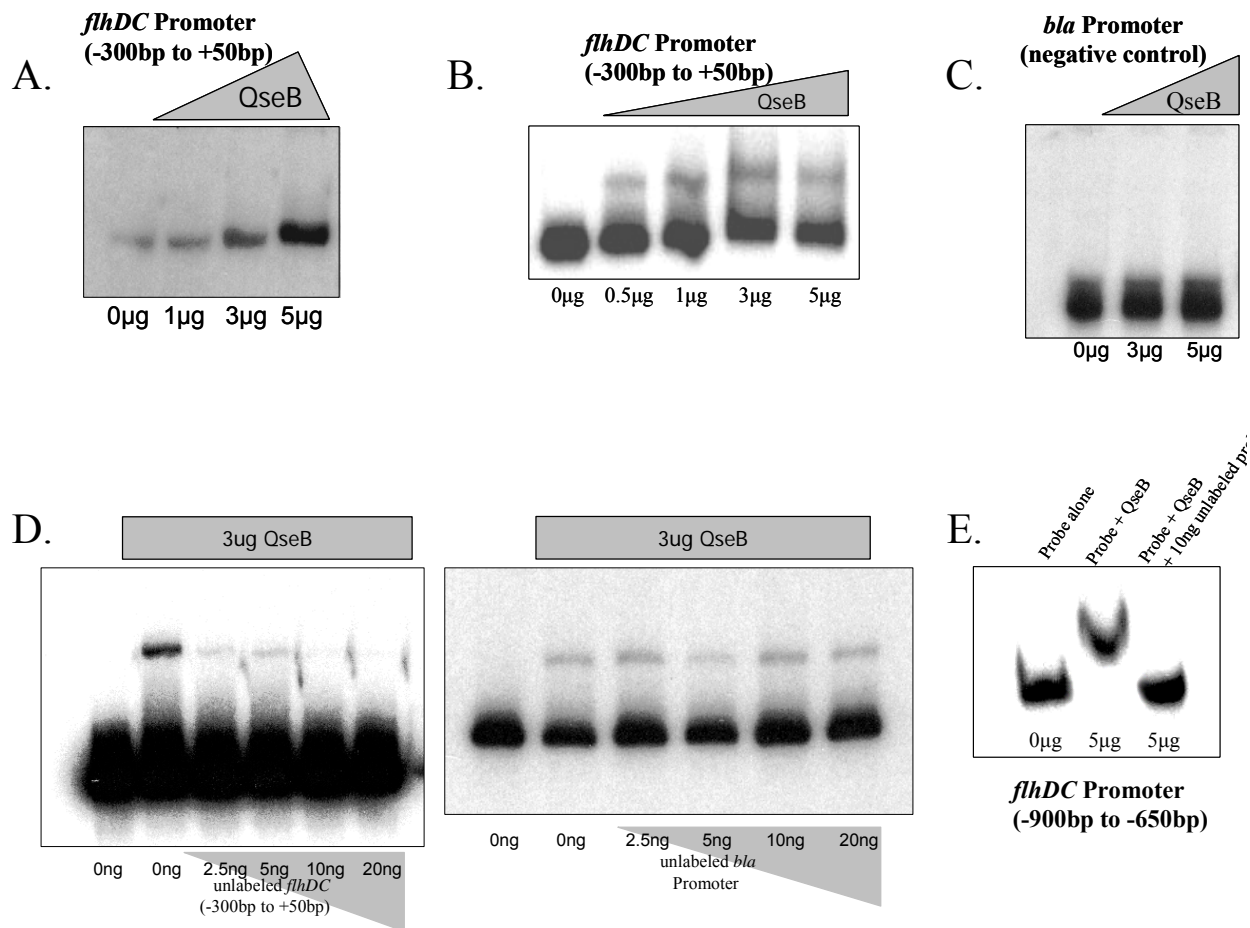 A.
flhDC Promoter
(-300bp to +50bp)
QseB
0µg 1µg 3µg 5µg
B.
flhDC Promoter
(-300bp to +50bp)
QseB
0µg 0.5µg 1µg 3µg 5µg
C.
bla Promoter
(negative control)
QseB
0µg 3µg 5µg
D.
3ug QseB
0ng 0ng 2.5ng 5ng 10ng 20ng
unlabeled flhDC
(-300bp to +50bp)
3ug QseB
0ng 0ng 2.5ng 5ng 10ng 20ng
unlabeled bla
Promoter
E.
Probe alone
Probe + QseB
Probe + QseB
+ 10ng unlabeled
0µg 5µg 5µg
flhDC Promoter
(-900bp to -650bp)